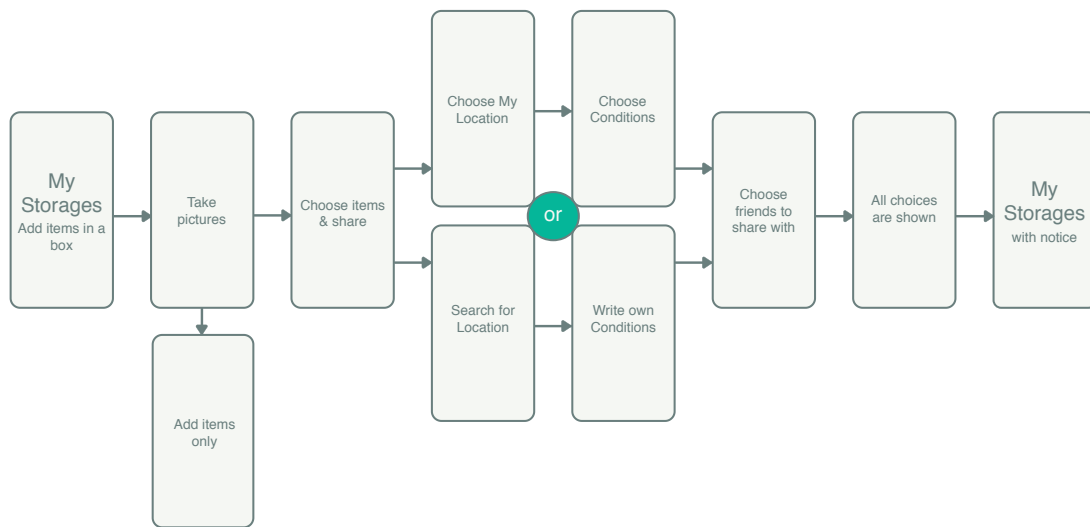 My
Storages
Add items in a
box
Take
pictures
Add items
only
Choose items
& share
Choose My
Location
Choose
Conditions
or
Search for
Location
Write own
Conditions
Choose
friends to
share with
All choices
are shown
My
Storages
with notice